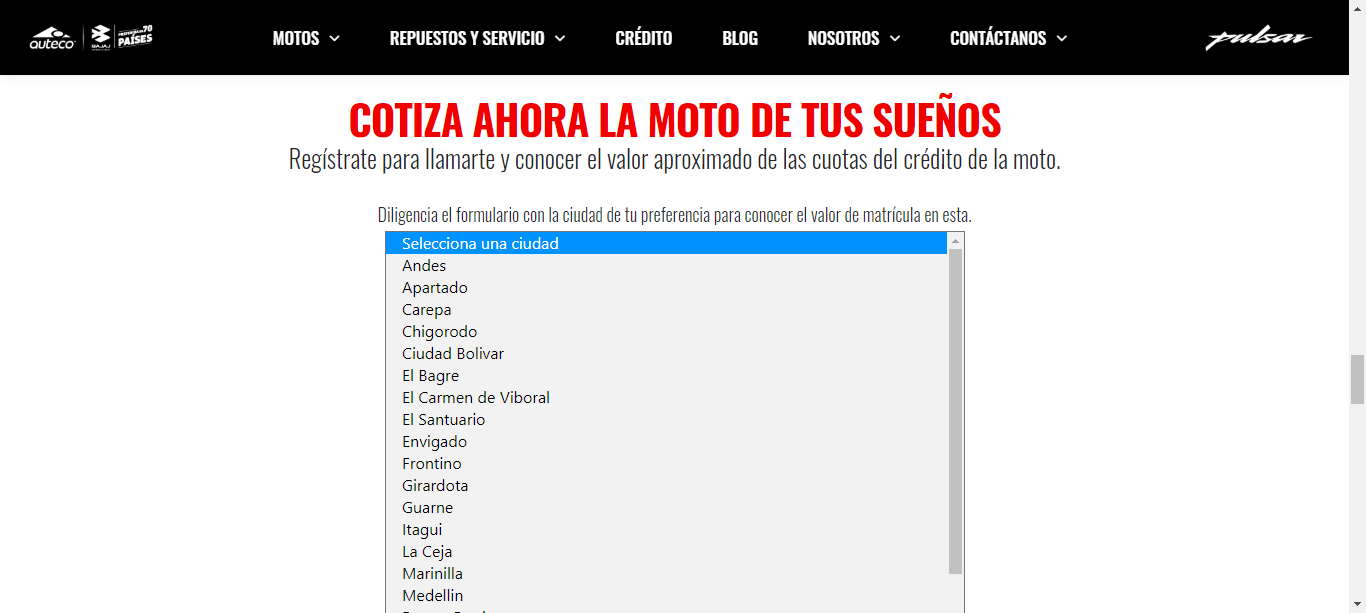 auteco
BAJAJ
70
PAÍSES
MOTOS
REPUESTOS Y SERVICIO
CRÉDITO
BLOG
NOSOTROS
CONTÁCTANOS
pulsar
COTIZA AHORA LA MOTO DE TUS SUEÑOS
Regístrate para llamarte y conocer el valor aproximado de las cuotas del crédito de la moto.
Diligencia el formulario con la ciudad de tu preferencia para conocer el valor de matrícula en esta.
Selecciona una ciudad
Andes
Apartado
Carepa
Chigorodo
Ciudad Bolivar
El Bagre
El Carmen de Viboral
El Santuario
Envigado
Frontino
Girardota
Guarne
Itagui
La Ceja
Marinilla
Medellin